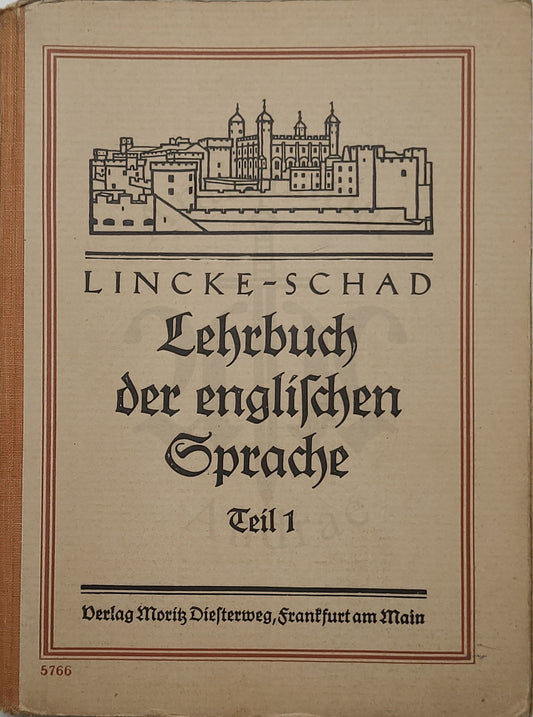 LINCKE-SCHAD
Lehrbuch
der engliſchen
Sprache
Teil 1
Verlag Moritz Dieſterweg, Frankfurt am Main
5766